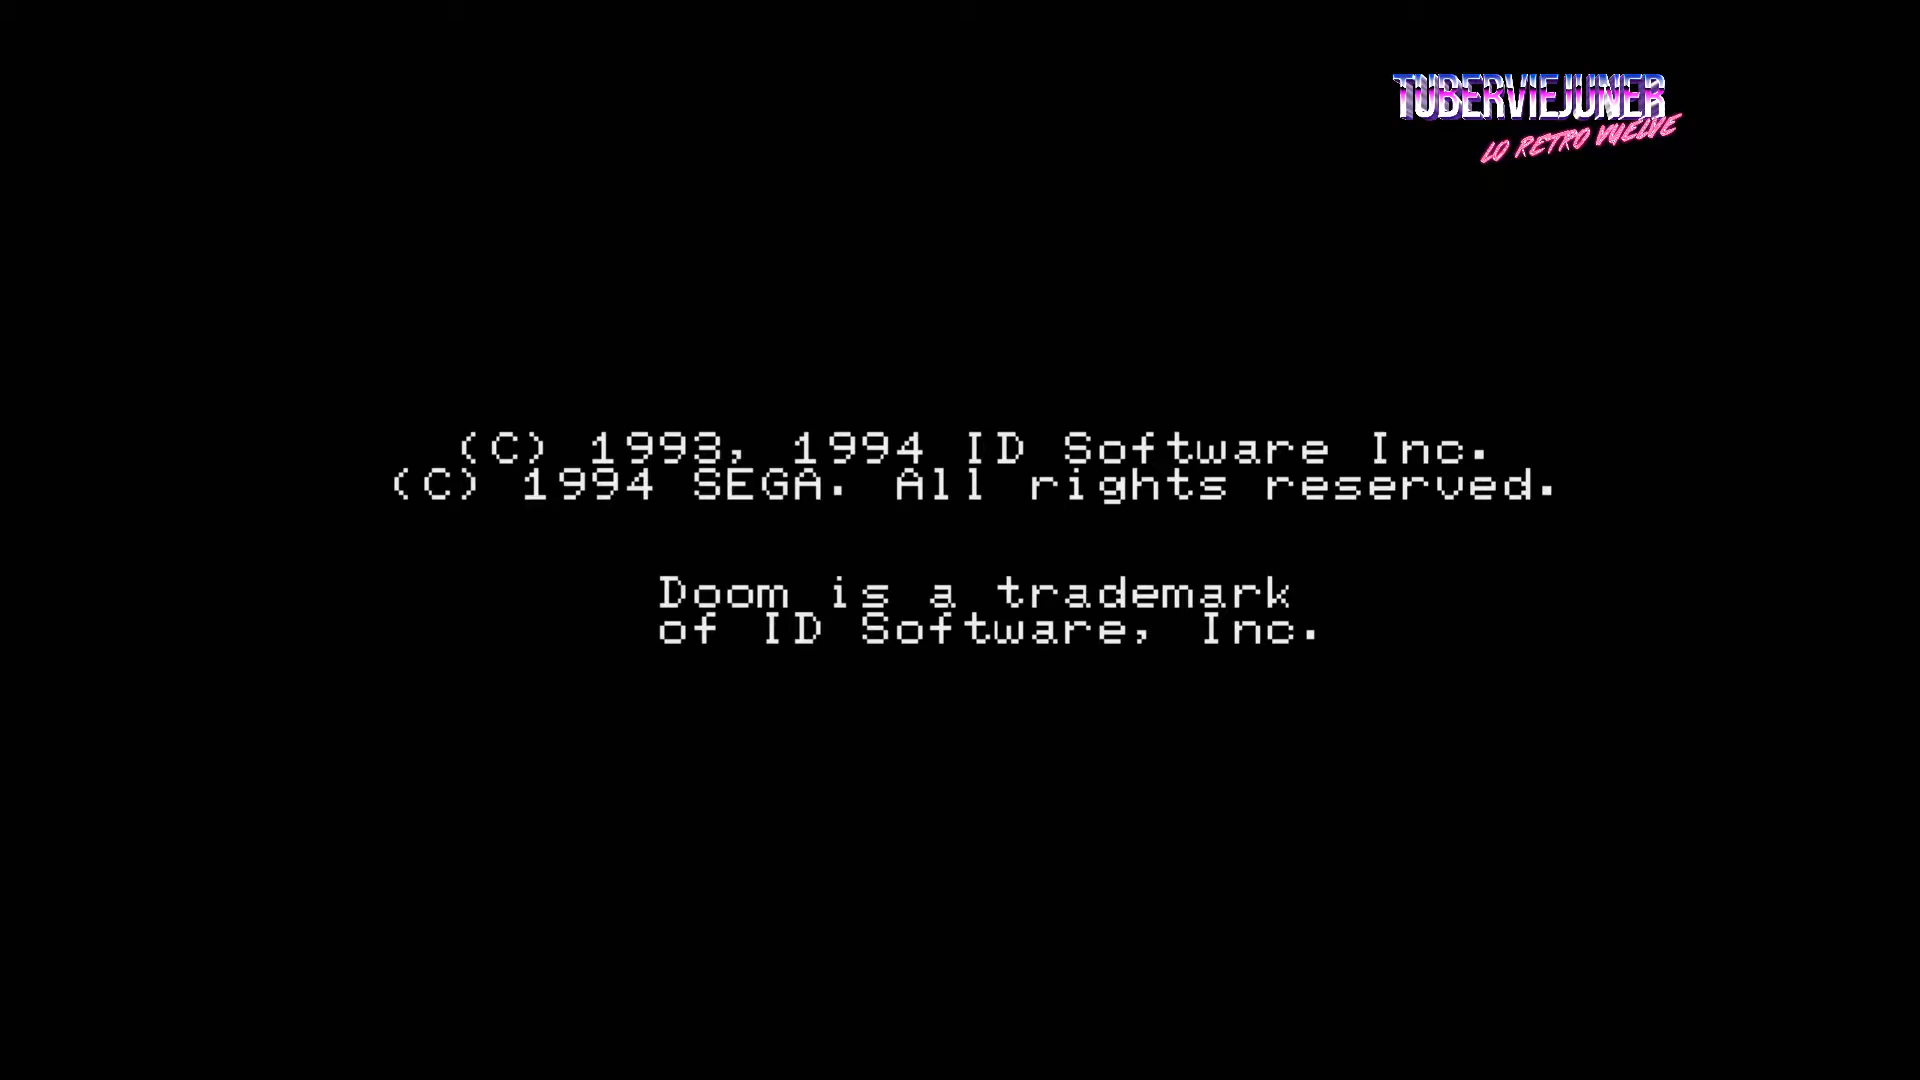 TUBERVIEJUNER
LO RETRO VUELVE
(C) 1993, 1994 ID Software Inc.
(C) 1994 SEGA. All rights reserved.
Doom is a trademark
of ID Software, Inc.